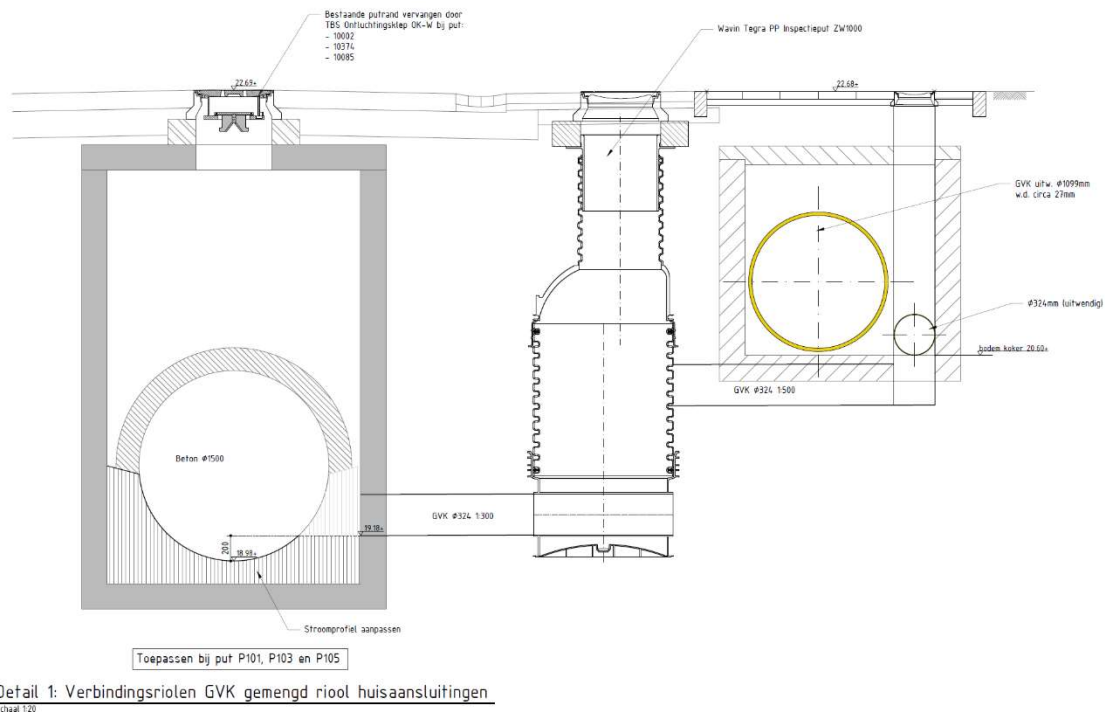 Bestaande putrand vervangen door
TBS Ontluchtingsklep OK-W bij put:
- 10002
- 10374
- 10085
Wavin Tegra PP Inspectieput ZW1000
22.69+
22.68+
GVK uitw. Ø1099mm
w.d. circa 27mm
Ø324mm (uitwendig)
bodem koker 20.60+
GVK Ø324 1:500
Beton Ø1500
GVK Ø324 1:300
19.18+
200
18.98+
Stroomprofiel aanpassen
Toepassen bij put P101, P103 en P105
Detail 1: Verbindingsriolen GVK gemengd riool huisaansluitingen
schaal 1:20